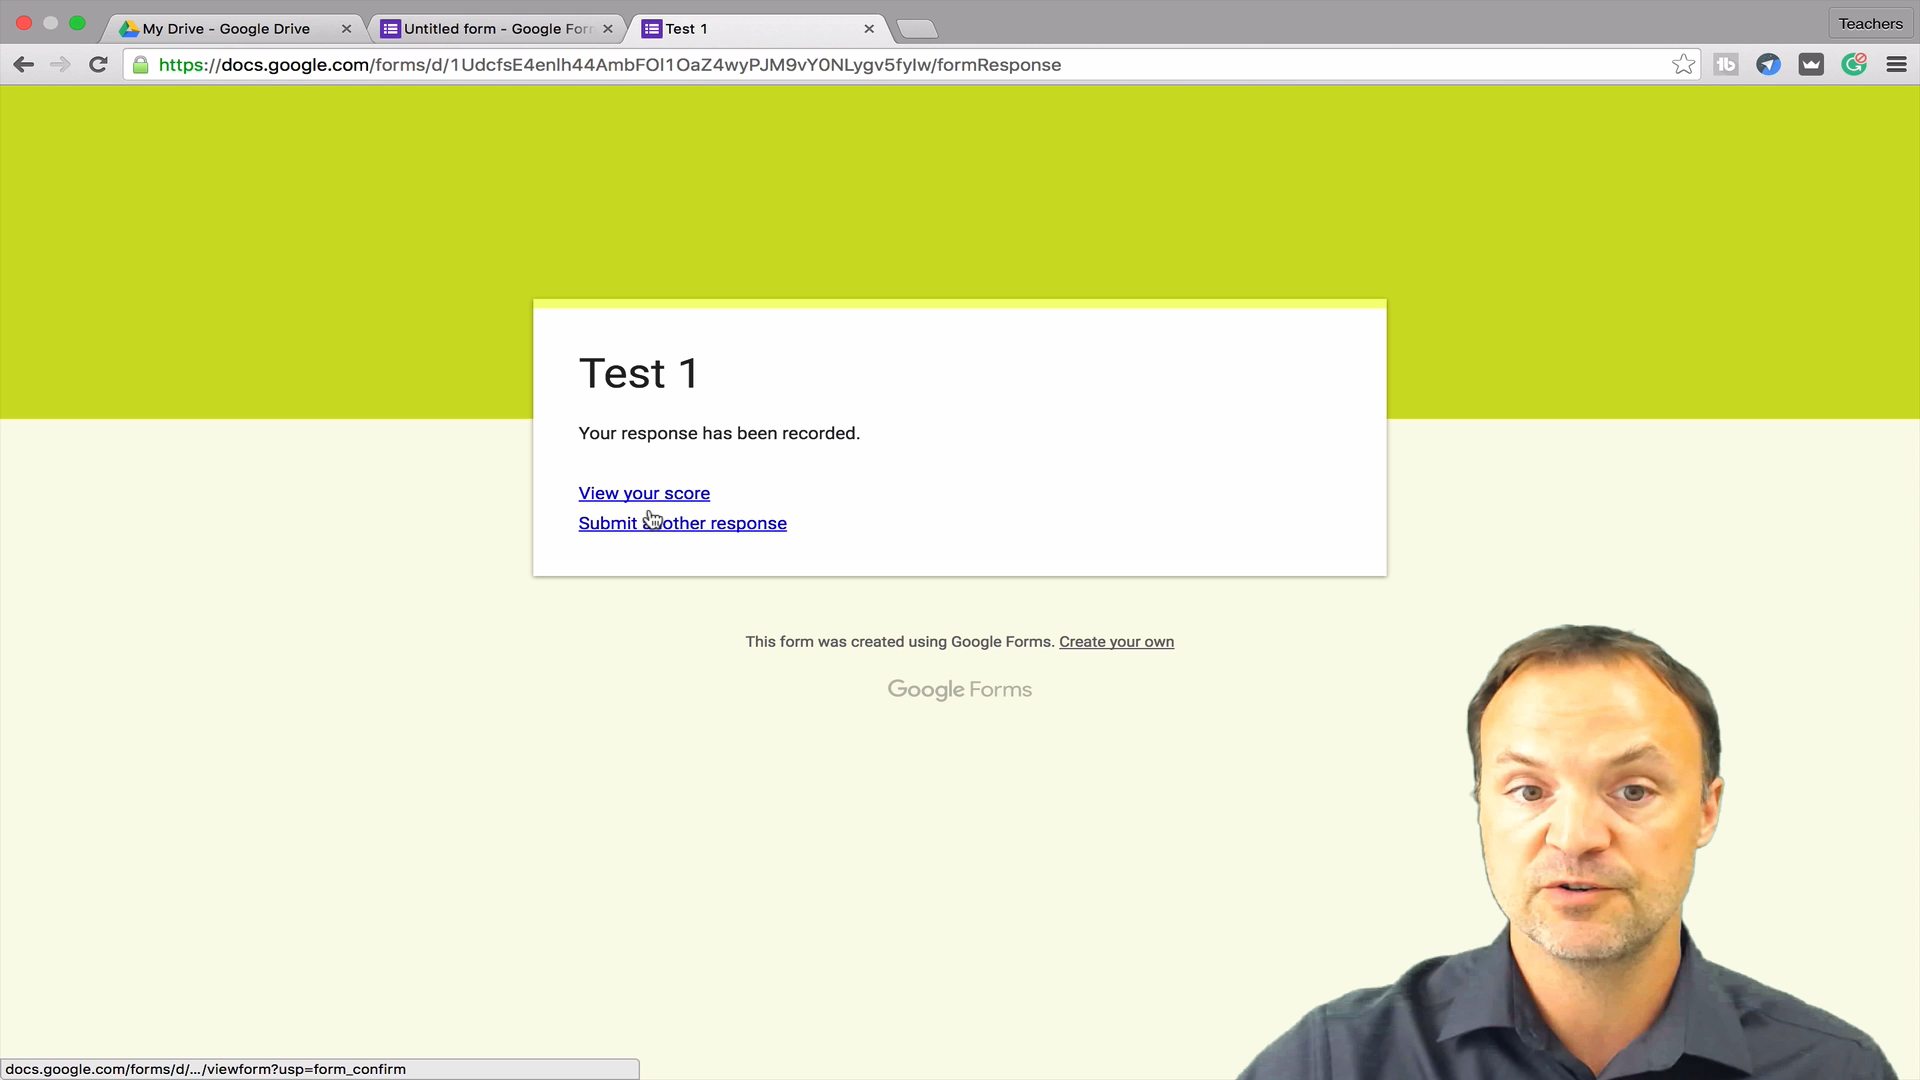 My Drive - Google Drive
Untitled form - Google For
Test 1
Teachers
https://docs.google.com/forms/d/1UdcfsE4enlh44AmbFOl1OaZ4wyPJM9vY0NLygv5fylw/formResponse
Test 1
Your response has been recorded.
View your score
Submit another response
This form was created using Google Forms. Create your own
Google Forms
docs.google.com/forms/d/.../viewform?usp=form_confirm